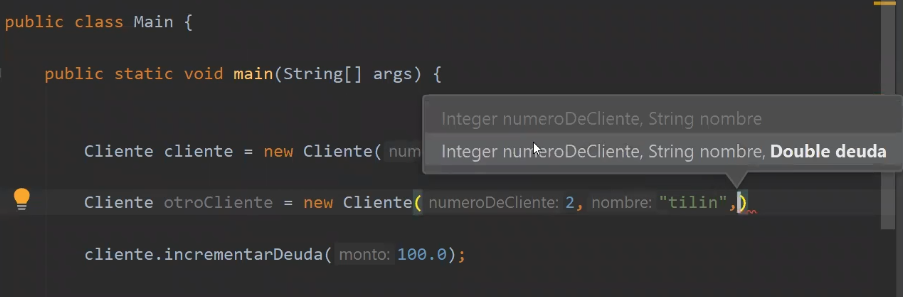 public class Main {
public static void main(String[] args) {
Integer numeroDeCliente, String nombre
Cliente cliente = new Cliente( num
Integer numeroDeCliente, String nombre, Double deuda
Cliente otroCliente = new Cliente( numeroDeCliente: 2, nombre: "tilin",)
cliente.incrementarDeuda( monto: 100.0);